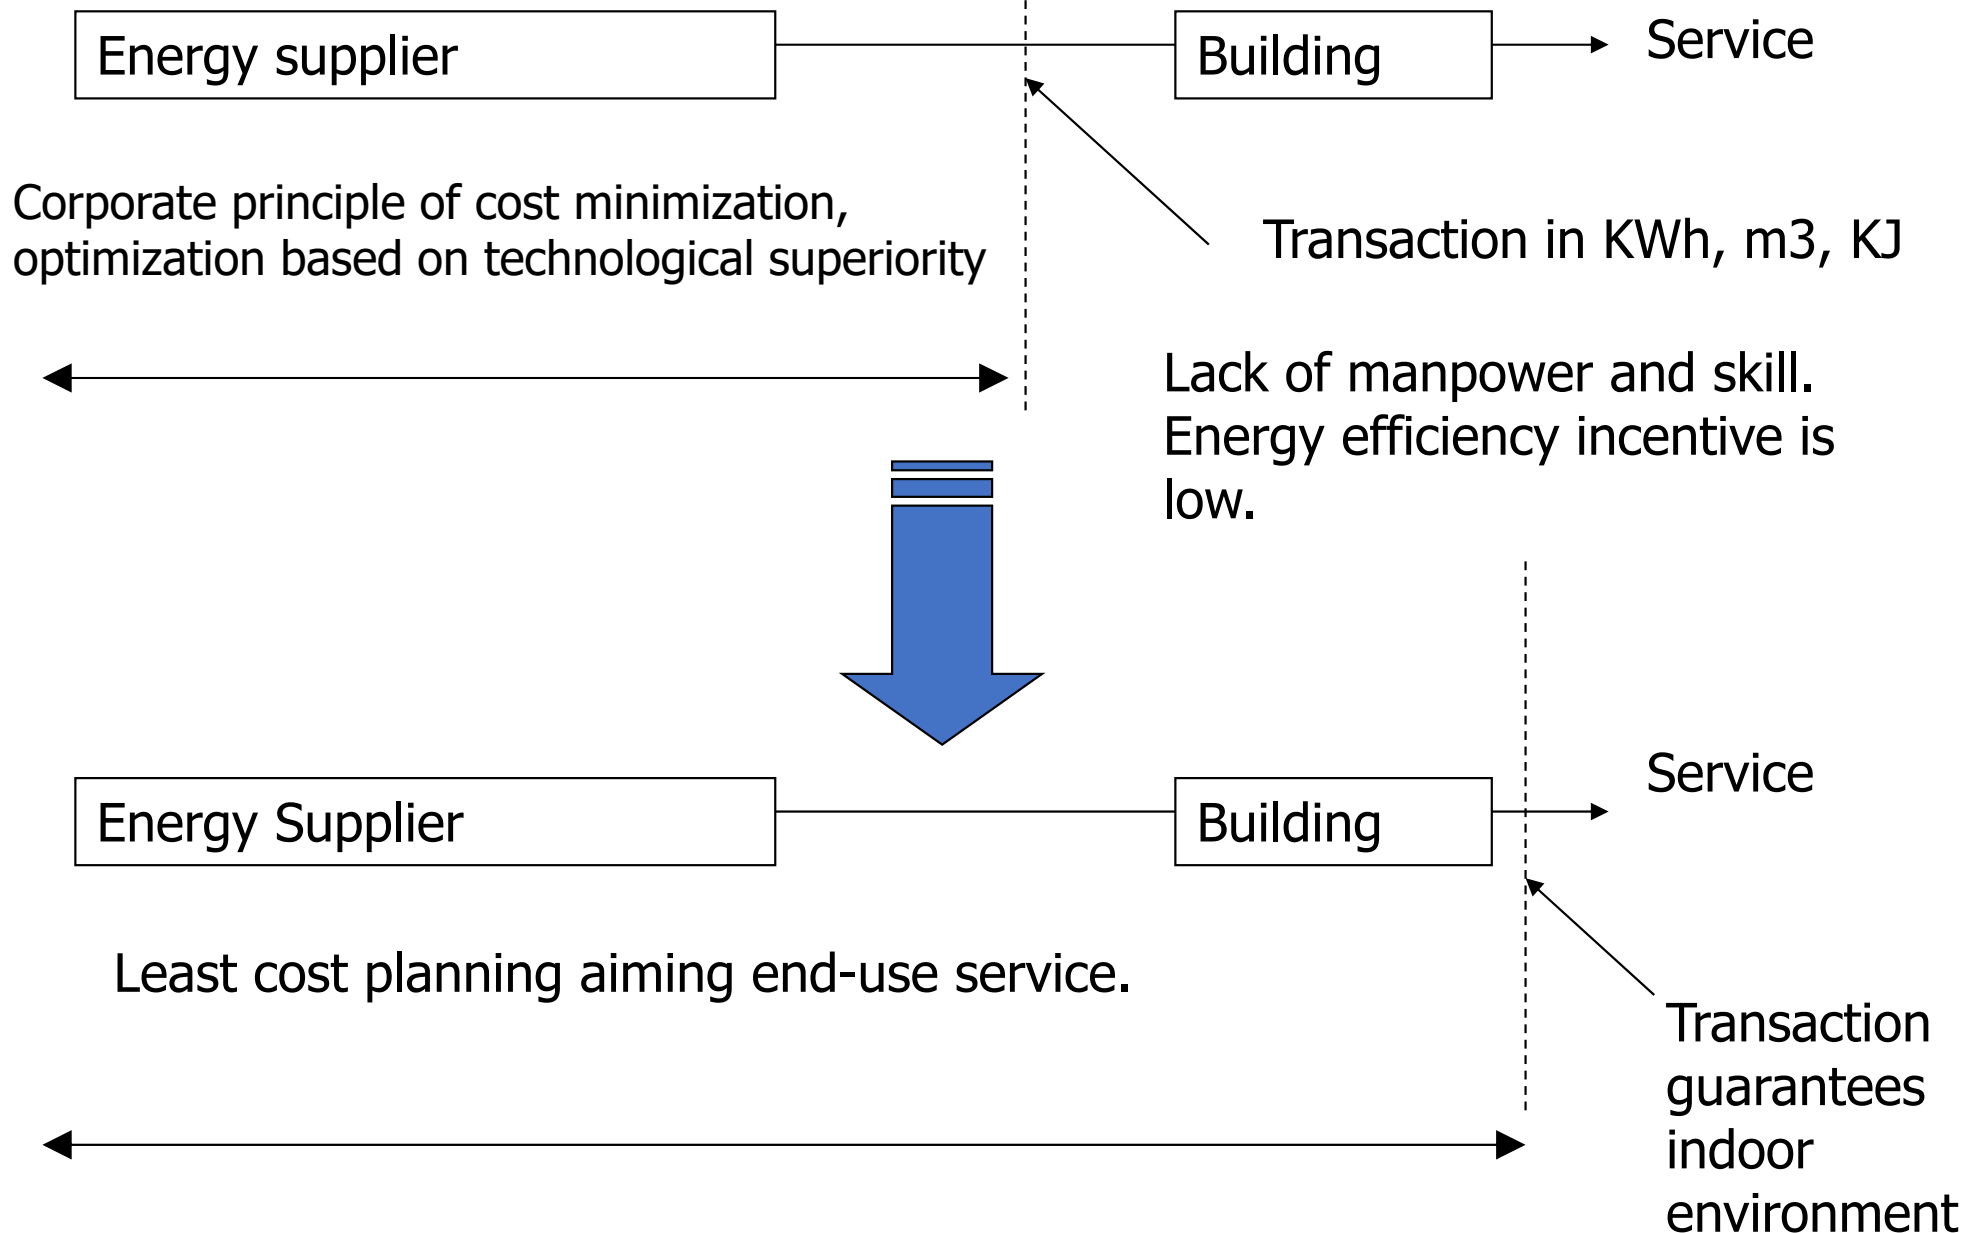 Energy supplier
Building
Service
Corporate principle of cost minimization,
optimization based on technological superiority
Transaction in KWh, m3, KJ
Lack of manpower and skill.
Energy efficiency incentive is
low.
Energy Supplier
Building
Service
Least cost planning aiming end-use service.
Transaction
guarantees
indoor
environment